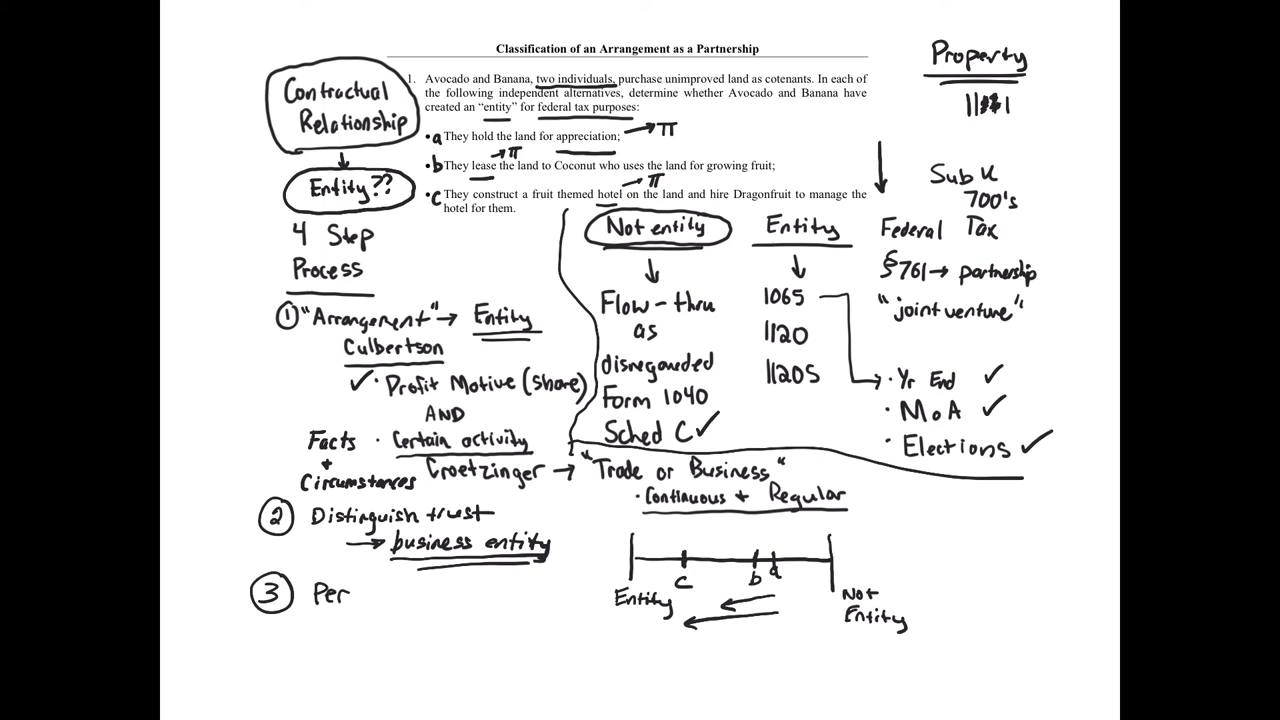 Classification of an Arrangement as a Partnership
1. Avocado and Banana, two individuals, purchase unimproved land as cotenants. In each of
the following independent alternatives, determine whether Avocado and Banana have
created an “entity” for federal tax purposes:
•a They hold the land for appreciation; → π
•b They lease the land to Coconut who uses the land for growing fruit;
→ π
•c They construct a fruit themed hotel on the land and hire Dragonfruit to manage the
→ π
hotel for them.
Contractual
Relationship
Entity??
4 Step
Process
① "Arrangement" → Entity
Culbertson
✓ · Profit Motive (share)
AND
Facts
+
Circumstances
· Certain activity
Croetzinger → "Trade or Business"
· Continuous + Regular
② Distinguish trust
→ business entity
③ Per
Not entity
Flow-thru
as
disregarded
Form 1040
Sched C ✓
Entity
1065
1120
1120S
· Yr End ✓
· MoA ✓
· Elections ✓
Property
Sub K
700's
Federal Tax
§761 → partnership
"joint venture"
c b a
Entity
Not
Entity